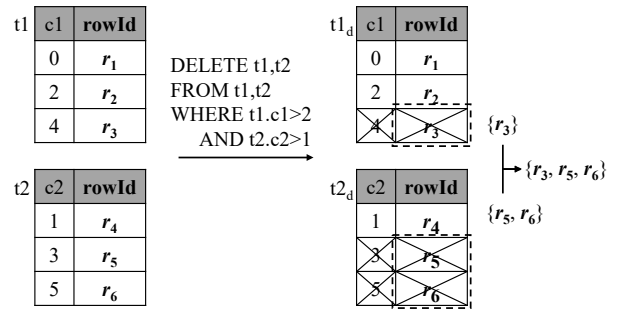 t1 c1 rowId
0 r1
2 r2
4 r3
t2 c2 rowId
1 r4
3 r5
5 r6
DELETE t1,t2
FROM t1,t2
WHERE t1.c1>2
AND t2.c2>1
t1d c1 rowId
0 r1
2 r2
4 r3
{r3}
{r3, r5, r6}
t2d c2 rowId
{r5, r6}
1 r4
3 r5
5 r6